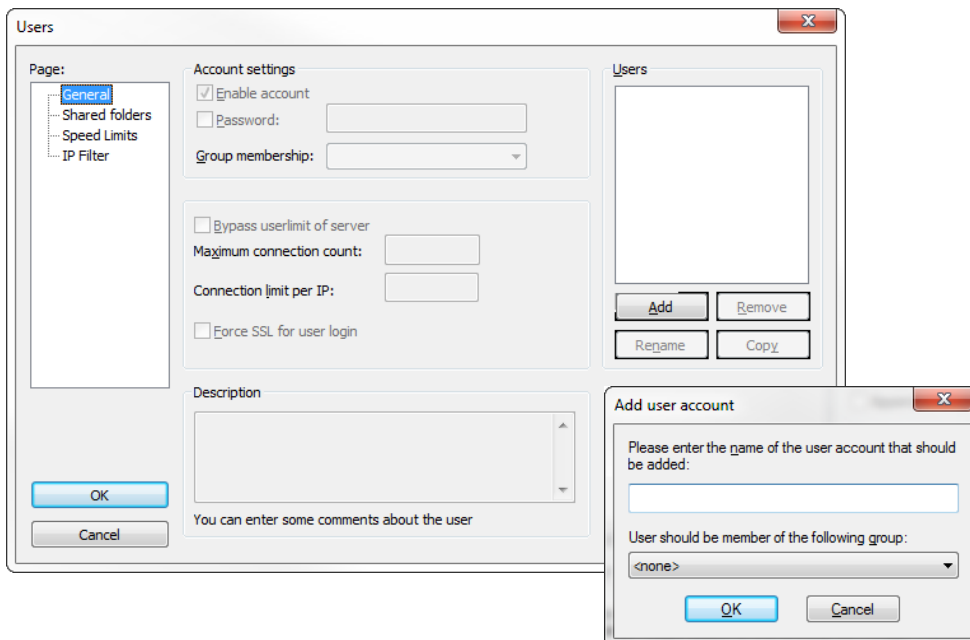 Users
Page:
General
Shared folders
Speed Limits
IP Filter
OK
Cancel
Account settings
Enable account
Password:
Group membership:
Bypass userlimit of server
Maximum connection count:
Connection limit per IP:
Force SSL for user login
Description
You can enter some comments about the user
Users
Add
Remove
Rename
Copy
Add user account
Please enter the name of the user account that should
be added:
User should be member of the following group:
<none>
OK
Cancel